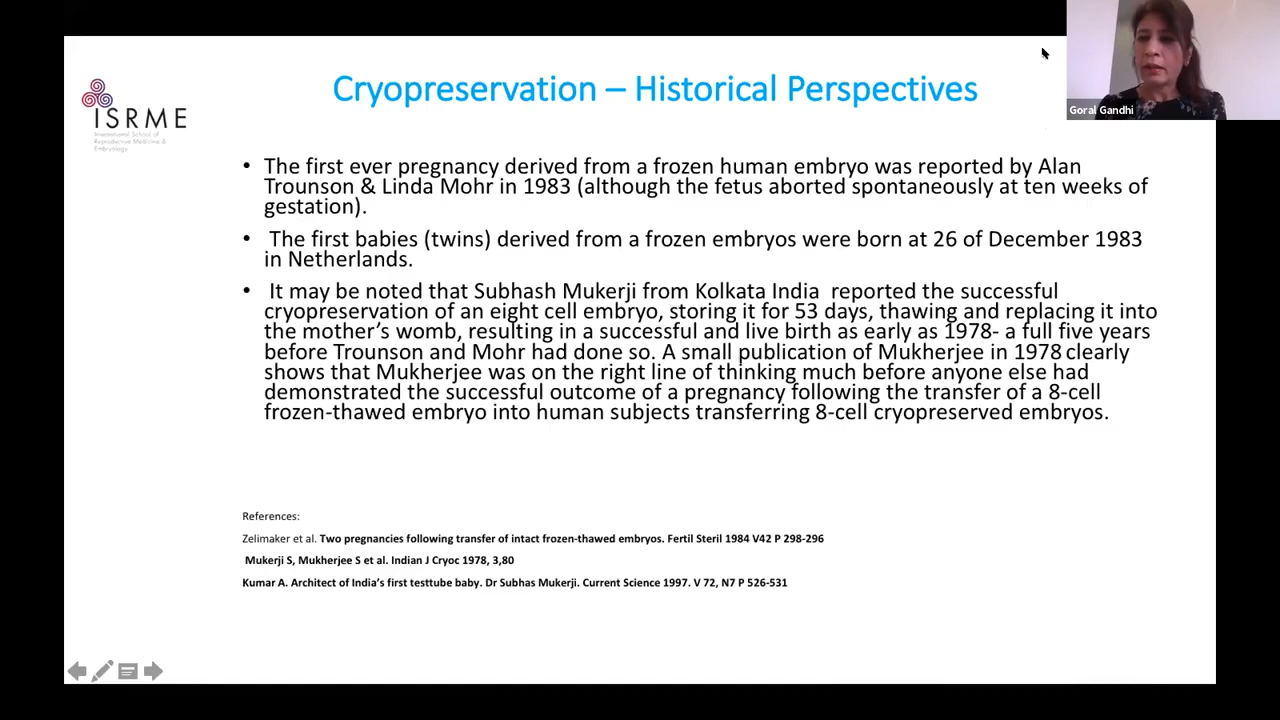 Goral Gandhi
ISRME
International School of
Reproductive Medicine &
Embryology
Cryopreservation – Historical Perspectives
• The first ever pregnancy derived from a frozen human embryo was reported by Alan
Trounson & Linda Mohr in 1983 (although the fetus aborted spontaneously at ten weeks of
gestation).
• The first babies (twins) derived from a frozen embryos were born at 26 of December 1983
in Netherlands.
• It may be noted that Subhash Mukerji from Kolkata India reported the successful
cryopreservation of an eight cell embryo, storing it for 53 days, thawing and replacing it into
the mother’s womb, resulting in a successful and live birth as early as 1978- a full five years
before Trounson and Mohr had done so. A small publication of Mukherjee in 1978 clearly
shows that Mukherjee was on the right line of thinking much before anyone else had
demonstrated the successful outcome of a pregnancy following the transfer of a 8-cell
frozen-thawed embryo into human subjects transferring 8-cell cryopreserved embryos.
References:
Zelimaker et al. Two pregnancies following transfer of intact frozen-thawed embryos. Fertil Steril 1984 V42 P 298-296
Mukerji S, Mukherjee S et al. Indian J Cryoc 1978, 3,80
Kumar A. Architect of India’s first testtube baby. Dr Subhas Mukerji. Current Science 1997. V 72, N7 P 526-531